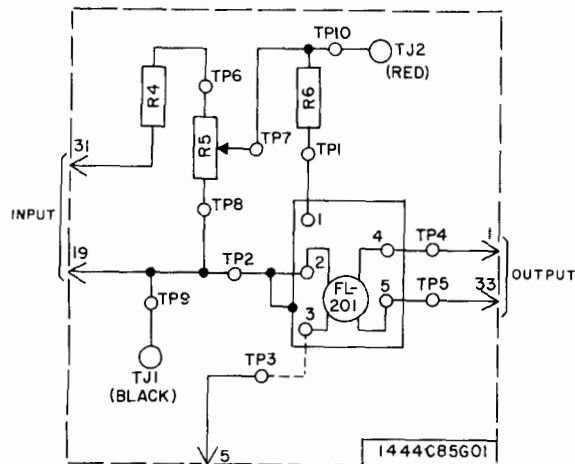 TP10
TJ2
(RED)
TP6
R4
R6
31
R5
TP7
TP1
INPUT
TP8
1
19
TP2
2
4
TP4
1
FL-
201
5
TP5
33
OUTPUT
3
TP9
TJ1
(BLACK)
TP3
5
1444C85G01